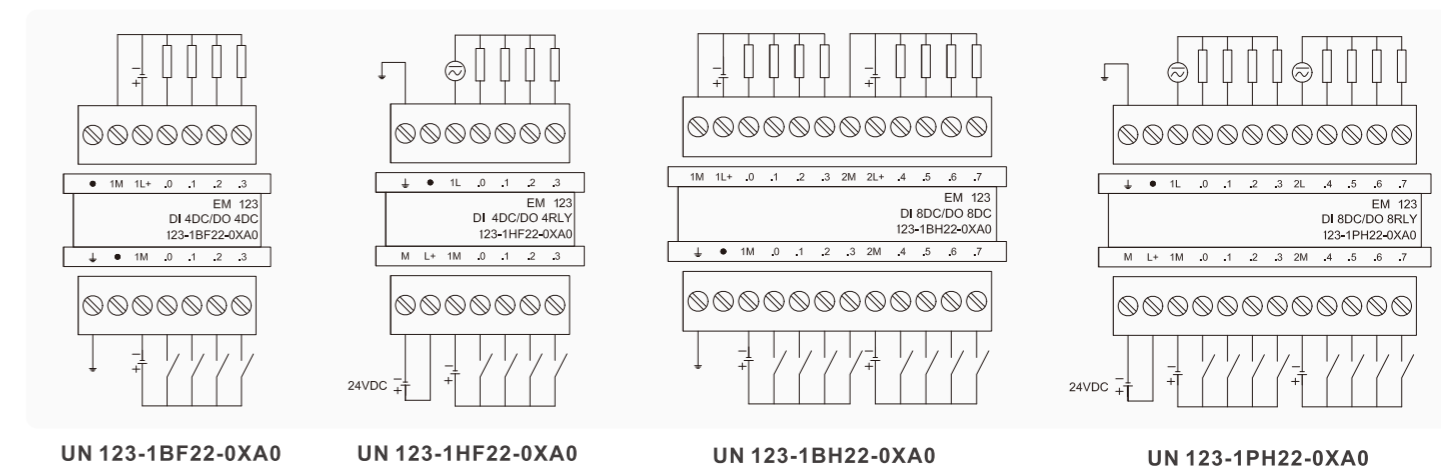 − +
● 1M 1L+ .0 .1 .2 .3
EM 123
DI 4DC/DO 4DC
123-1BF22-0XA0
● 1M .0 .1 .2 .3
− +
UN 123-1BF22-0XA0
● 1L .0 .1 .2 .3
EM 123
DI 4DC/DO 4RLY
123-1HF22-0XA0
M L+ 1M .0 .1 .2 .3
24VDC − +
− +
UN 123-1HF22-0XA0
− +
− +
1M 1L+ .0 .1 .2 .3 2M 2L+ .4 .5 .6 .7
EM 123
DI 8DC/DO 8DC
123-1BH22-0XA0
● 1M .0 .1 .2 .3 2M .4 .5 .6 .7
− +
− +
UN 123-1BH22-0XA0
● 1L .0 .1 .2 .3 2L .4 .5 .6 .7
EM 123
DI 8DC/DO 8RLY
123-1PH22-0XA0
M L+ 1M .0 .1 .2 .3 2M .4 .5 .6 .7
24VDC − +
− +
− +
UN 123-1PH22-0XA0